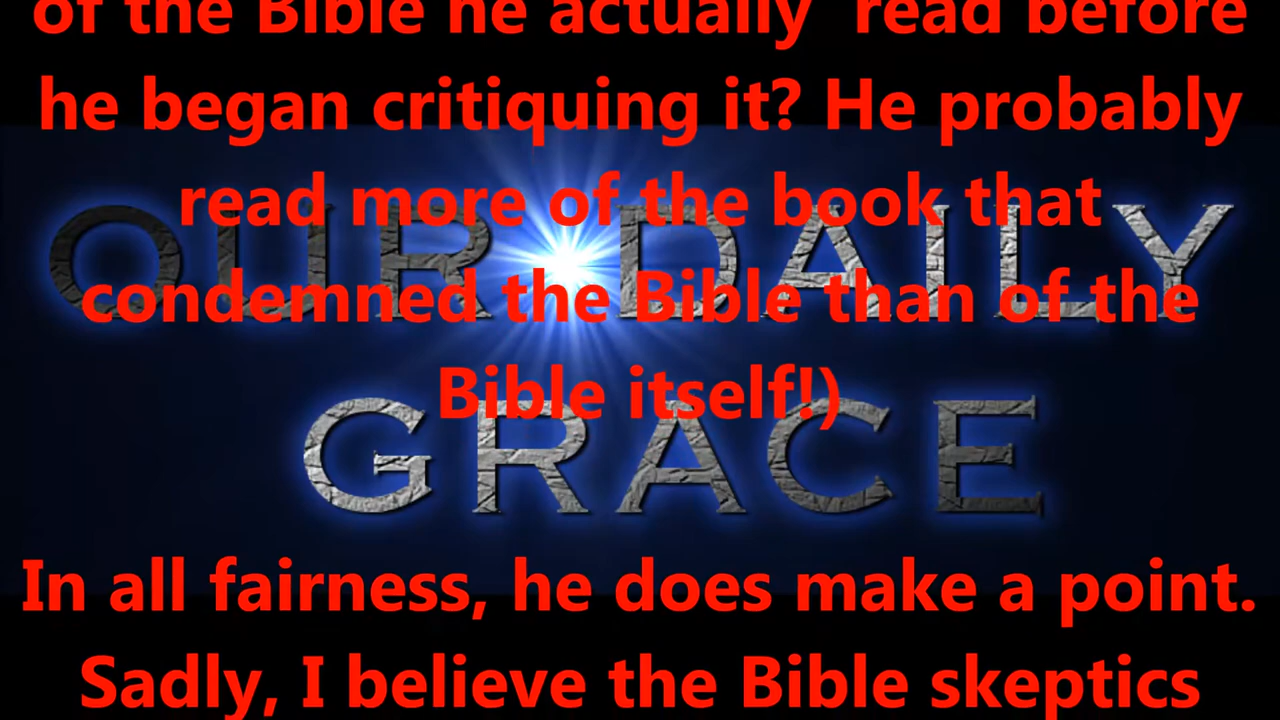 of the Bible he actually read before
he began critiquing it? He probably
read more of the book that
OUR DAILY
condemned the Bible than of the
Bible itself!)
GRACE
In all fairness, he does make a point.
Sadly, I believe the Bible skeptics